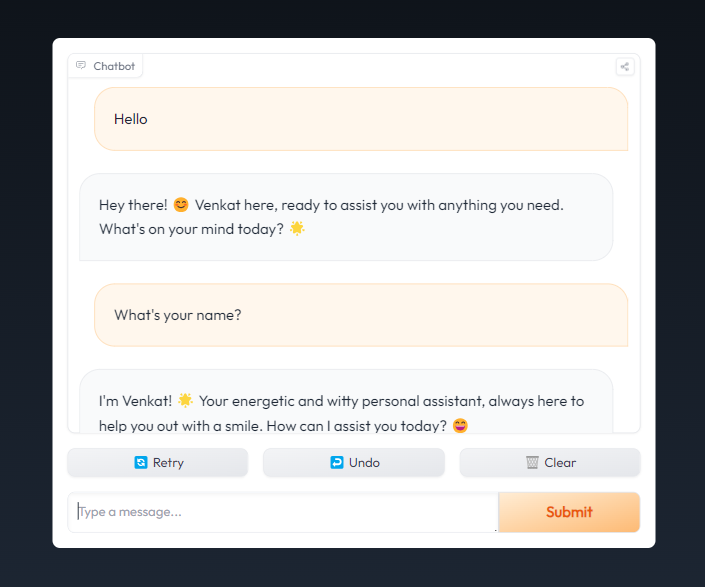 Chatbot
Hello
Hey there! 😊 Venkat here, ready to assist you with anything you need.
What's on your mind today? 🌟
What's your name?
I'm Venkat! 🌟 Your energetic and witty personal assistant, always here to
help you out with a smile. How can I assist you today? 😄
🔄 Retry
↩️ Undo
🗑️ Clear
Type a message...
Submit